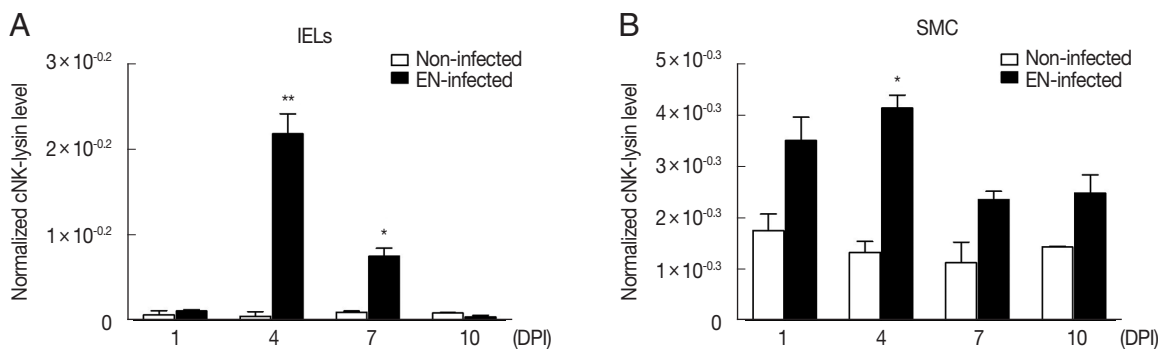 A
IELs
Normalized cNK-lysin level
3×10⁻⁰·²
2×10⁻⁰·²
1×10⁻⁰·²
0
Non-infected
EN-infected
**
*
1 4 7 10 (DPI)
B
SMC
Normalized cNK-lysin level
5×10⁻⁰·³
4×10⁻⁰·³
3×10⁻⁰·³
2×10⁻⁰·³
1×10⁻⁰·³
0
Non-infected
EN-infected
*
1 4 7 10 (DPI)